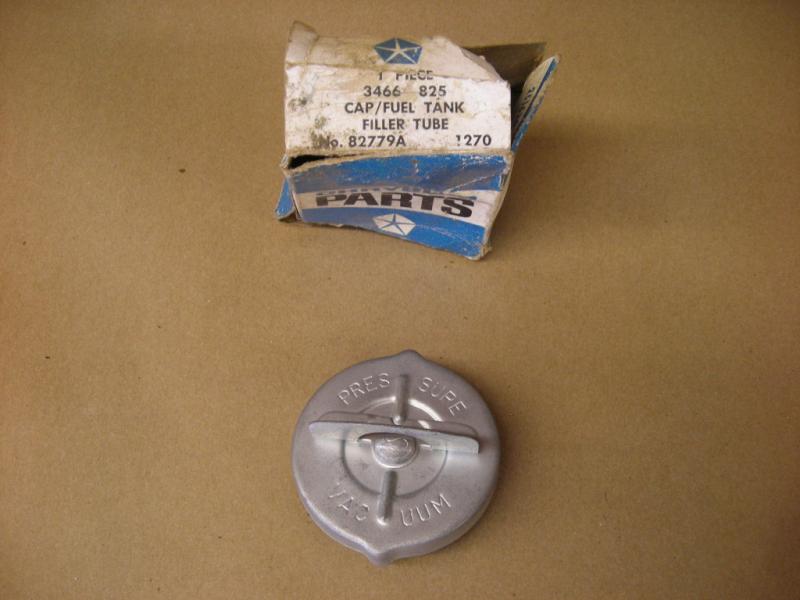 1 PIECE
3466 825
CAP/FUEL TANK
FILLER TUBE
No. 82779A 1270
PARTS
PRES SURE
VAC UUM